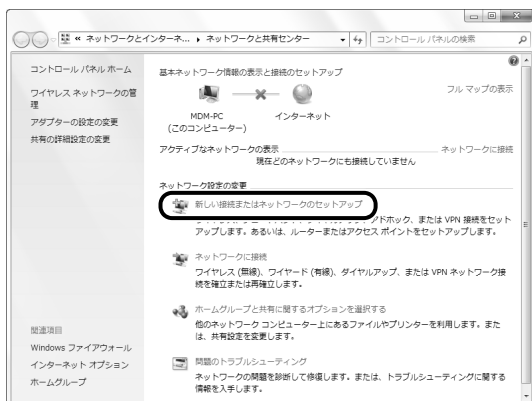 « ネットワークとインターネ... ▸ ネットワークと共有センター
コントロール パネルの検索
コントロール パネル ホーム
ワイヤレス ネットワークの管
理
アダプターの設定の変更
共有の詳細設定の変更
基本ネットワーク情報の表示と接続のセットアップ
フル マップの表示
MDM-PC
(このコンピューター)
インターネット
アクティブなネットワークの表示
ネットワークに接続
現在どのネットワークにも接続していません
ネットワーク設定の変更
新しい接続またはネットワークのセットアップ
アドホック、または VPN 接続をセット
アップします。あるいは、ルーターまたはアクセス ポイントをセットアップします。
ネットワークに接続
ワイヤレス (無線)、ワイヤード (有線)、ダイヤルアップ、または VPN ネットワーク接
続を確立または再確立します。
ホームグループと共有に関するオプションを選択する
他のネットワーク コンピューター上にあるファイルやプリンターを利用します。また
は、共有設定を変更します。
問題のトラブルシューティング
ネットワークの問題を診断して修復します。または、トラブルシューティングに関する
情報を入手します。
関連項目
Windows ファイアウォール
インターネット オプション
ホームグループ